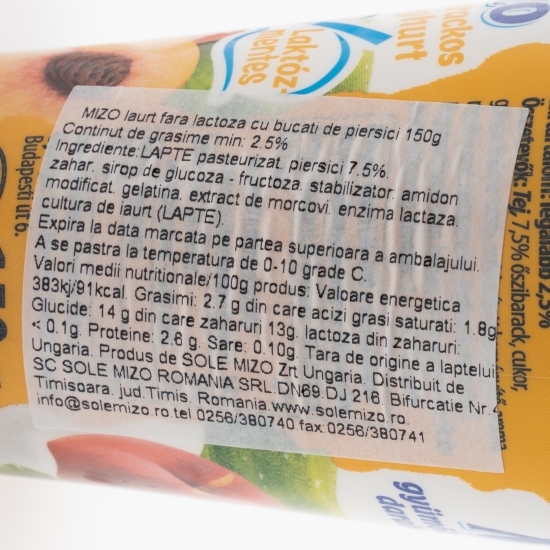 MIZO Iaurt fara lactoza cu bucati de piersici 150g
Continut de grasime min: 2.5%
Ingrediente:LAPTE pasteurizat, piersici 7.5%,
zahar, sirop de glucoza - fructoza, stabilizator: amidon
modificat, gelatina, extract de morcovi, enzima lactaza,
cultura de iaurt (LAPTE).
Expira la data marcata pe partea superioara a ambalajului.
A se pastra la temperatura de 0-10 grade C.
Valori medii nutritionale/100g produs: Valoare energetica
383kj/91kcal. Grasimi: 2.7 g din care acizi grasi saturati: 1.8g
Glucide: 14 g din care zaharuri 13g, lactoza din zaharuri:
< 0.1g. Proteine: 2.6 g. Sare: 0.10g. Tara de origine a laptelui
Ungaria. Produs de SOLE MIZO Zrt Ungaria. Distribuit de
SC SOLE MIZO ROMANIA SRL.DN69.DJ 216. Bifurcatie Nr.
Timisoara, jud.Timis, Romania.www.solemizo.ro.
info@solemizo.ro.tel 0256/380740.fax:0256/380741
laktóz-
mentes
Budapesti út 6.
7,5% őszibarack, cukor,